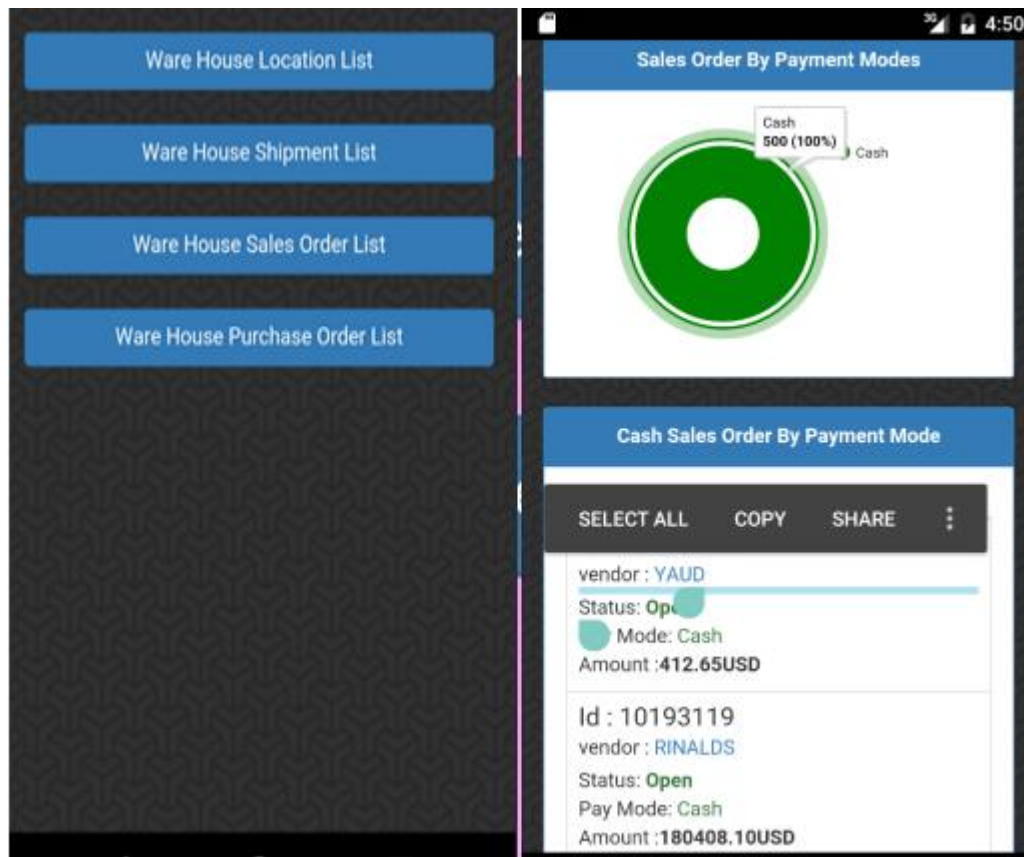 Ware House Location List
Ware House Shipment List
Ware House Sales Order List
Ware House Purchase Order List
3G 4:50
Sales Order By Payment Modes
Cash
500 (100%)
Cash
Cash Sales Order By Payment Mode
SELECT ALL COPY SHARE
vendor : YAUD
Status: Open
Mode: Cash
Amount :412.65USD
Id : 10193119
vendor : RINALDS
Status: Open
Pay Mode: Cash
Amount :180408.10USD